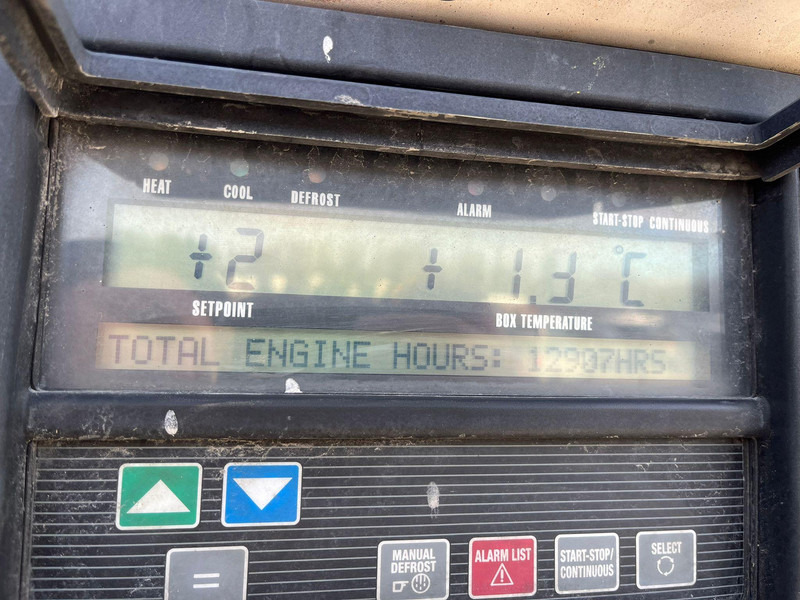 HEAT COOL DEFROST ALARM START-STOP CONTINUOUS
+2 + 1.3 °C
SETPOINT BOX TEMPERATURE
TOTAL ENGINE HOURS: 12907HRS
=
MANUAL DEFROST
ALARM LIST
START-STOP/
CONTINUOUS
SELECT